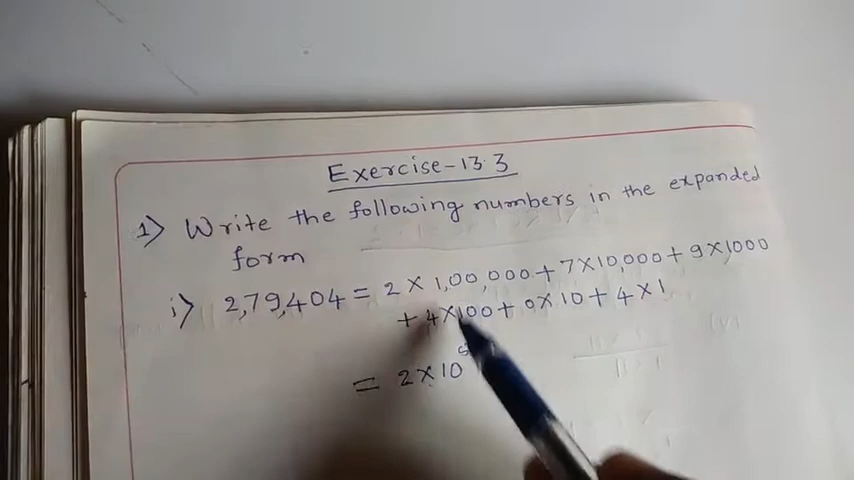 Exercise-13.3
1) Write the following numbers in the expanded
form
i) 2,79,404 = 2 × 1,00,000 + 7×10,000 + 9×1000
+ 4×100 + 0×10 + 4×1
= 2×10⁵